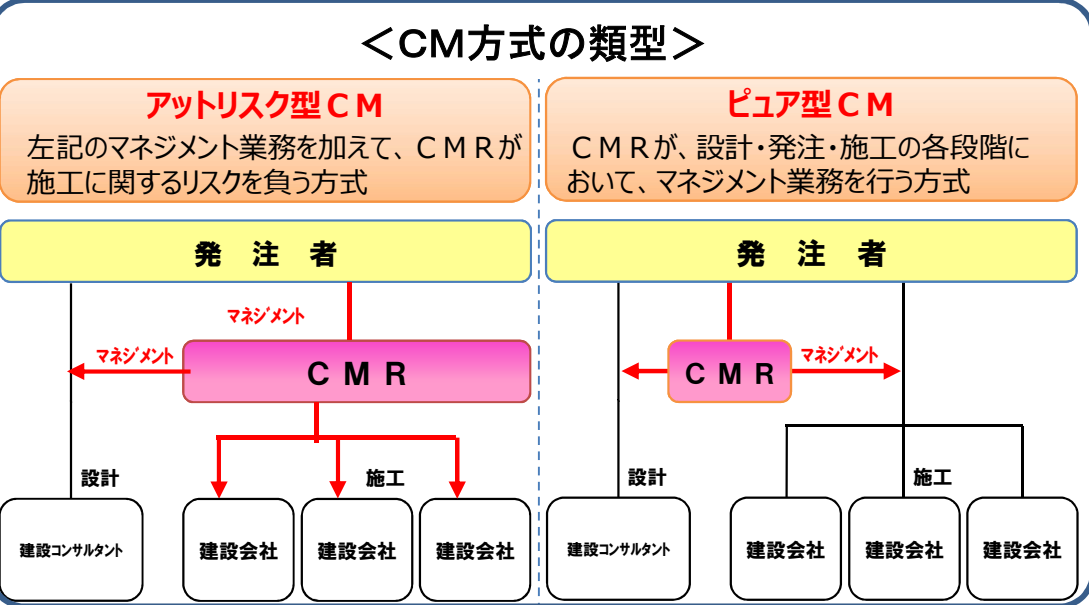 ＜ＣＭ方式の類型＞
アットリスク型ＣＭ
左記のマネジメント業務を加えて、ＣＭＲが
施工に関するリスクを負う方式
発　注　者
マネジメント
マネジメント
ＣＭＲ
設計
施工
建設コンサルタント
建設会社
建設会社
建設会社
ピュア型ＣＭ
ＣＭＲが、設計・発注・施工の各段階に
おいて、マネジメント業務を行う方式
発　注　者
マネジメント
ＣＭＲ
設計
施工
建設コンサルタント
建設会社
建設会社
建設会社